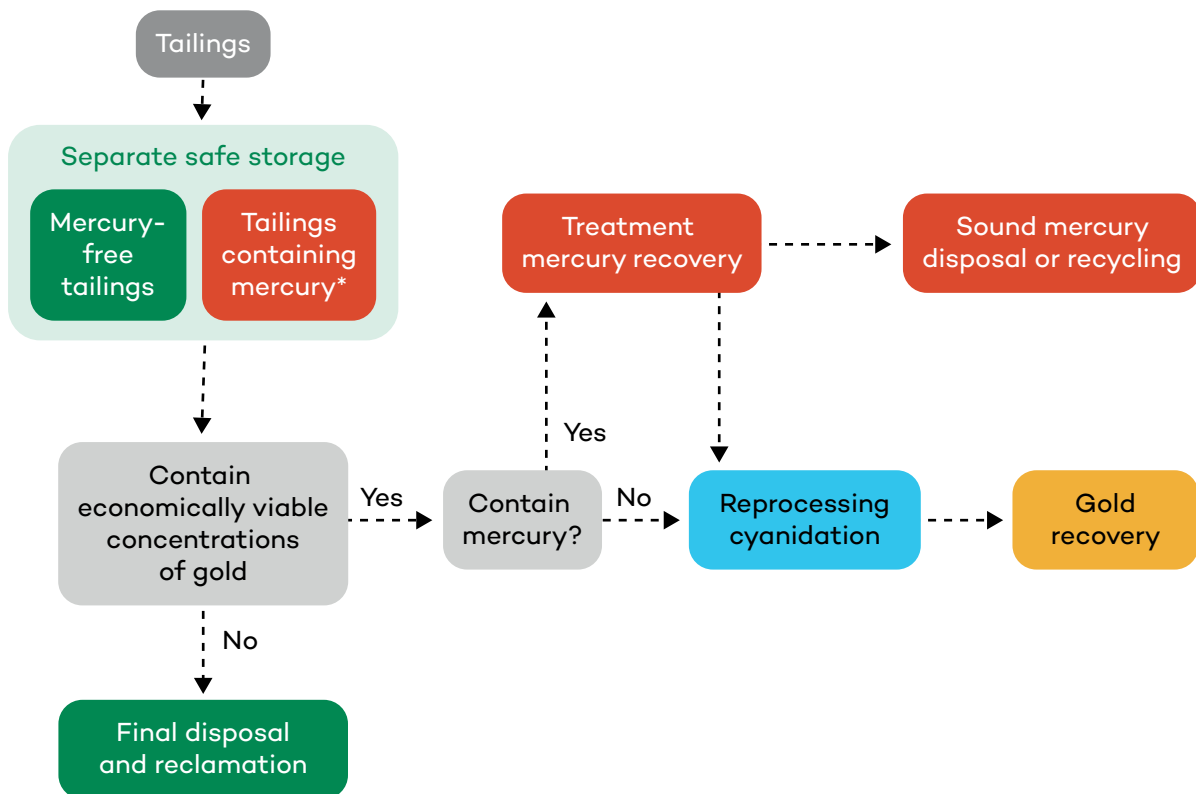 Tailings
Separate safe storage
Mercury-
free
tailings
Tailings
containing
mercury*
Treatment
mercury recovery
Sound mercury
disposal or recycling
Yes
Contain
economically viable
concentrations
of gold
Yes
Contain
mercury?
No
Reprocessing
cyanidation
Gold
recovery
No
Final disposal
and reclamation